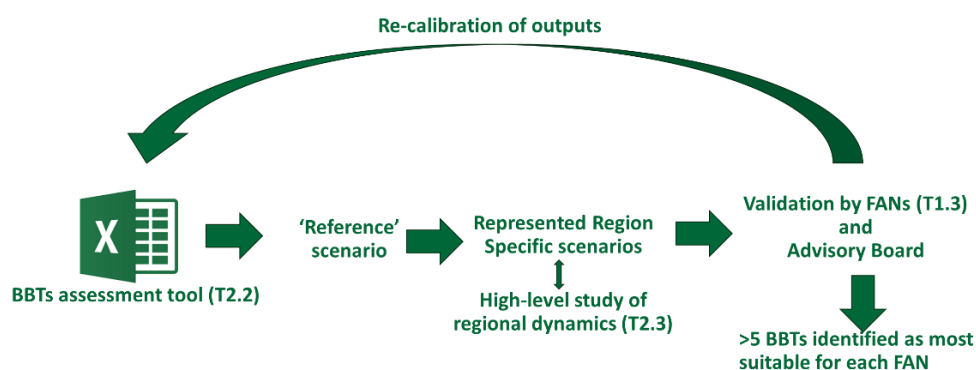 Re-calibration of outputs
X
BBTs assessment tool (T2.2)
‘Reference’
scenario
Represented Region
Specific scenarios
High-level study of
regional dynamics (T2.3)
Validation by FANs (T1.3)
and
Advisory Board
>5 BBTs identified as most
suitable for each FAN